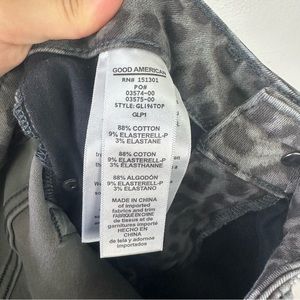 GOOD AMERICAN
RN# 151301
PO#
03574-00
03575-00
STYLE: GLI96TOP
GLP1
88% COTTON
9% ELASTERELL-P
3% ELASTANE
88% COTON
9% ELASTERELL-P
3% ELASTHANNE
88% ALGODÓN
9% ELASTERELL-P
3% ELASTANO
MADE IN CHINA
of imported
fabrics and trim
FABRIQUÉ EN CHINE
de tissus et de
garnitures importés
HECHO EN CHINA
de tela y adornos
importados